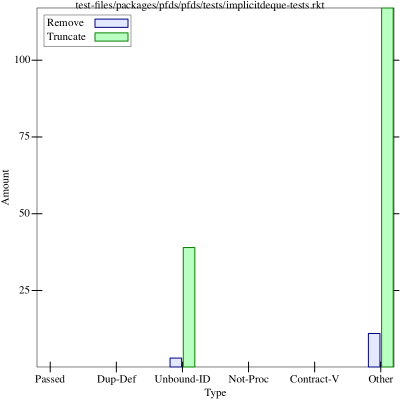 test-files/packages/pfds/pfds/tests/implicitdeque-tests.rkt
Remove
Truncate
100
75
50
25
Amount
Passed Dup-Def Unbound-ID Not-Proc Contract-V Other
Type